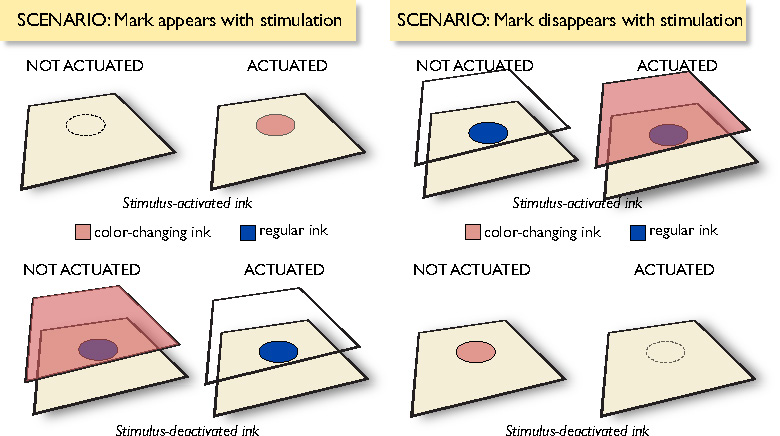 SCENARIO: Mark appears with stimulation
NOT ACTUATED
ACTUATED
Stimulus-activated ink
color-changing ink
regular ink
NOT ACTUATED
ACTUATED
Stimulus-deactivated ink
SCENARIO: Mark disappears with stimulation
NOT ACTUATED
ACTUATED
Stimulus-activated ink
color-changing ink
regular ink
NOT ACTUATED
ACTUATED
Stimulus-deactivated ink